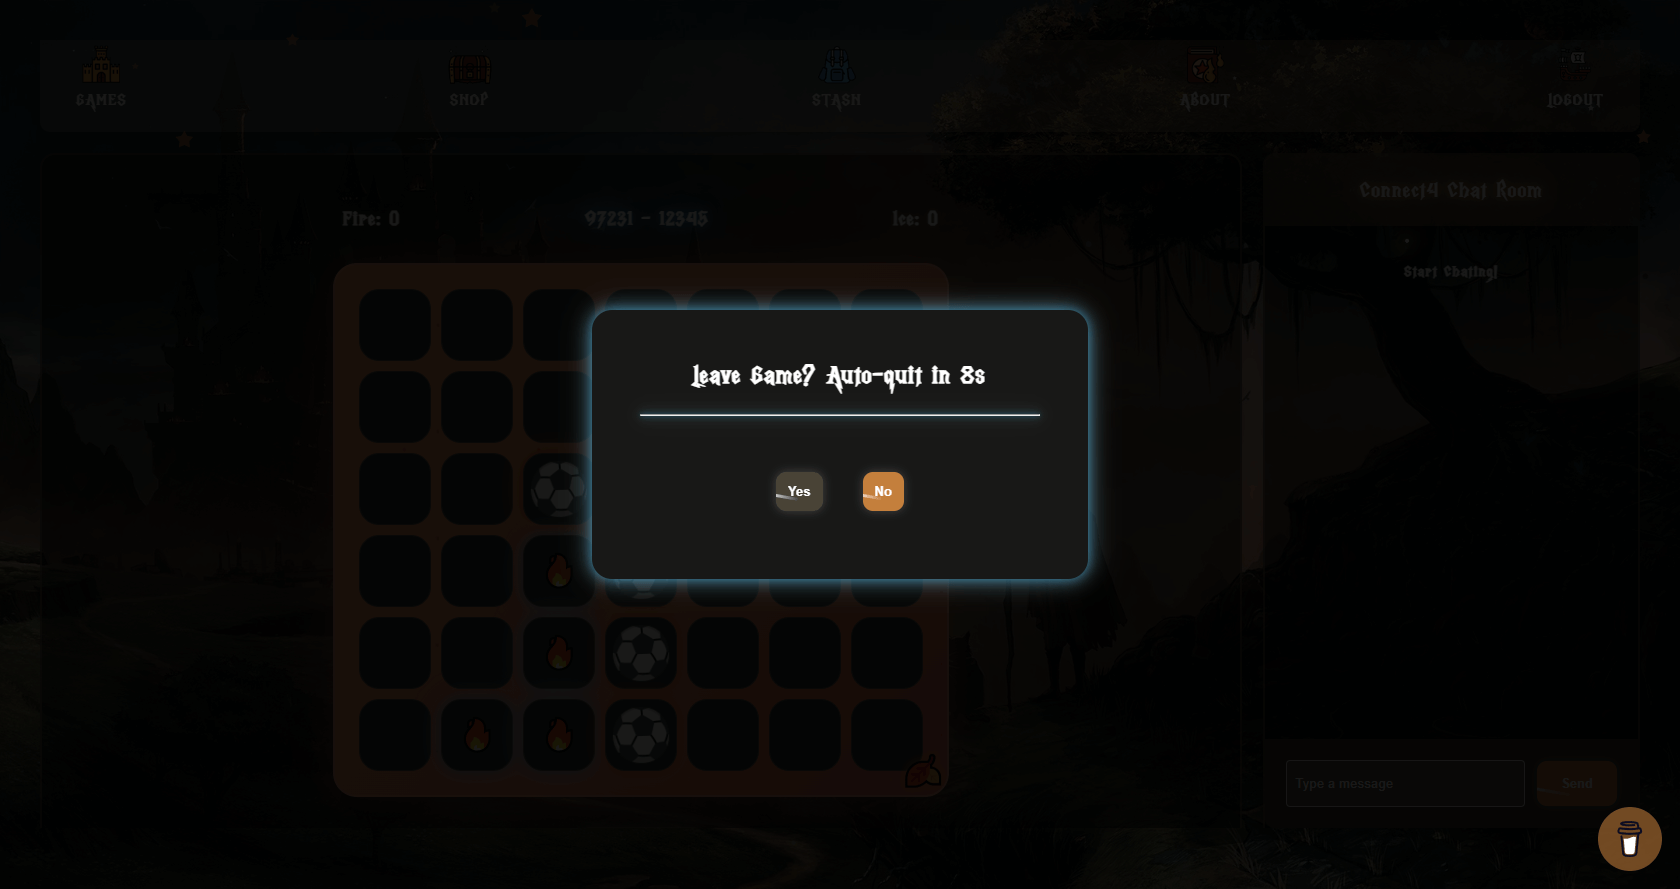 GAMES
SHOP
STASH
ABOUT
LOGOUT
Fire: 0
97231 - 12345
Ice: 0
Connect4 Chat Room
Start Chating!
Leave Game? Auto-quit in 8s
Yes
No
Type a message
Send